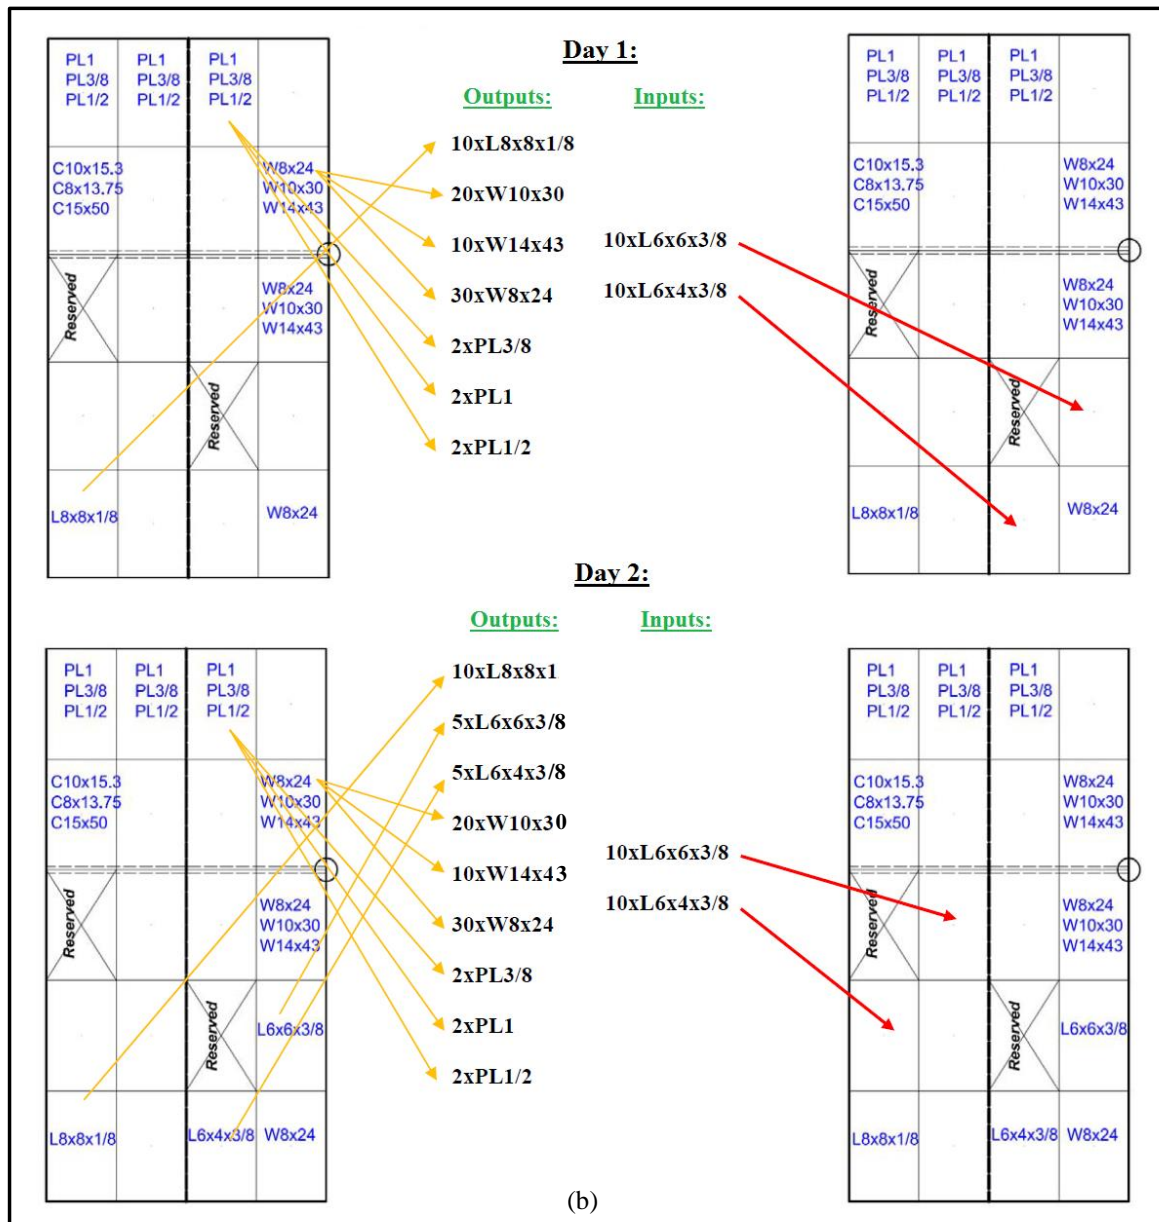 Day 1:
Outputs:
Inputs:
PL1
PL3/8
PL1/2
PL1
PL3/8
PL1/2
PL1
PL3/8
PL1/2
C10x15.3
C8x13.75
C15x50
W8x24
W10x30
W14x43
Reserved
W8x24
W10x30
W14x43
Reserved
L8x8x1/8
W8x24
10xL8x8x1/8
20xW10x30
10xW14x43
30xW8x24
2xPL3/8
2xPL1
2xPL1/2
10xL6x6x3/8
10xL6x4x3/8
PL1
PL3/8
PL1/2
PL1
PL3/8
PL1/2
PL1
PL3/8
PL1/2
C10x15.3
C8x13.75
C15x50
W8x24
W10x30
W14x43
Reserved
W8x24
W10x30
W14x43
Reserved
L8x8x1/8
W8x24
Day 2:
Outputs:
Inputs:
PL1
PL3/8
PL1/2
PL1
PL3/8
PL1/2
PL1
PL3/8
PL1/2
C10x15.3
C8x13.75
C15x50
W8x24
W10x30
W14x43
Reserved
W8x24
W10x30
W14x43
Reserved
L6x6x3/8
L8x8x1/8
L6x4x3/8
W8x24
10xL8x8x1
5xL6x6x3/8
5xL6x4x3/8
20xW10x30
10xW14x43
30xW8x24
2xPL3/8
2xPL1
2xPL1/2
10xL6x6x3/8
10xL6x4x3/8
PL1
PL3/8
PL1/2
PL1
PL3/8
PL1/2
PL1
PL3/8
PL1/2
C10x15.3
C8x13.75
C15x50
W8x24
W10x30
W14x43
Reserved
W8x24
W10x30
W14x43
Reserved
L6x6x3/8
L8x8x1/8
L6x4x3/8
W8x24
(b)